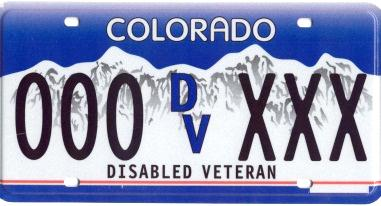 COLORADO
000 DV XXX
DISABLED VETERAN